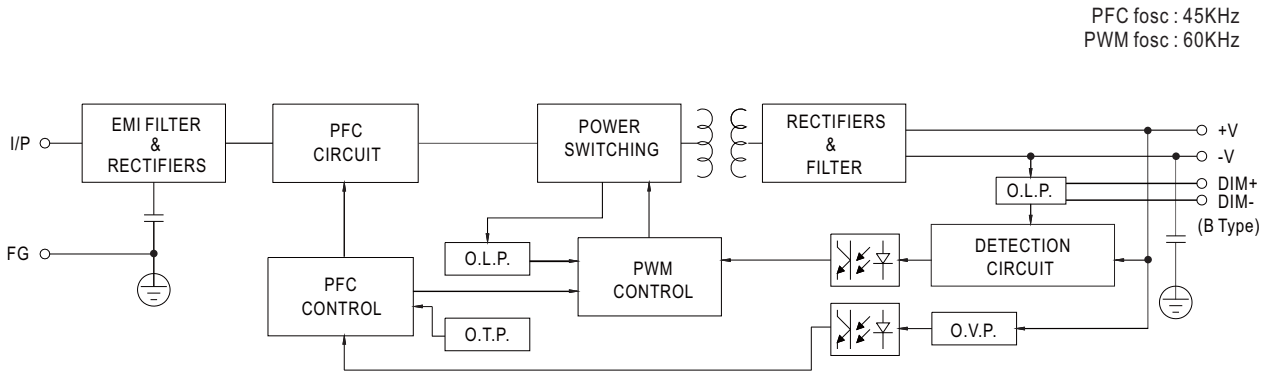 PFC fosc : 45KHz
PWM fosc : 60KHz
I/P
EMI FILTER
&
RECTIFIERS
PFC
CIRCUIT
POWER
SWITCHING
RECTIFIERS
&
FILTER
+V
-V
DIM+
DIM-
(B Type)
O.L.P.
FG
O.L.P.
PFC
CONTROL
PWM
CONTROL
DETECTION
CIRCUIT
O.T.P.
O.V.P.